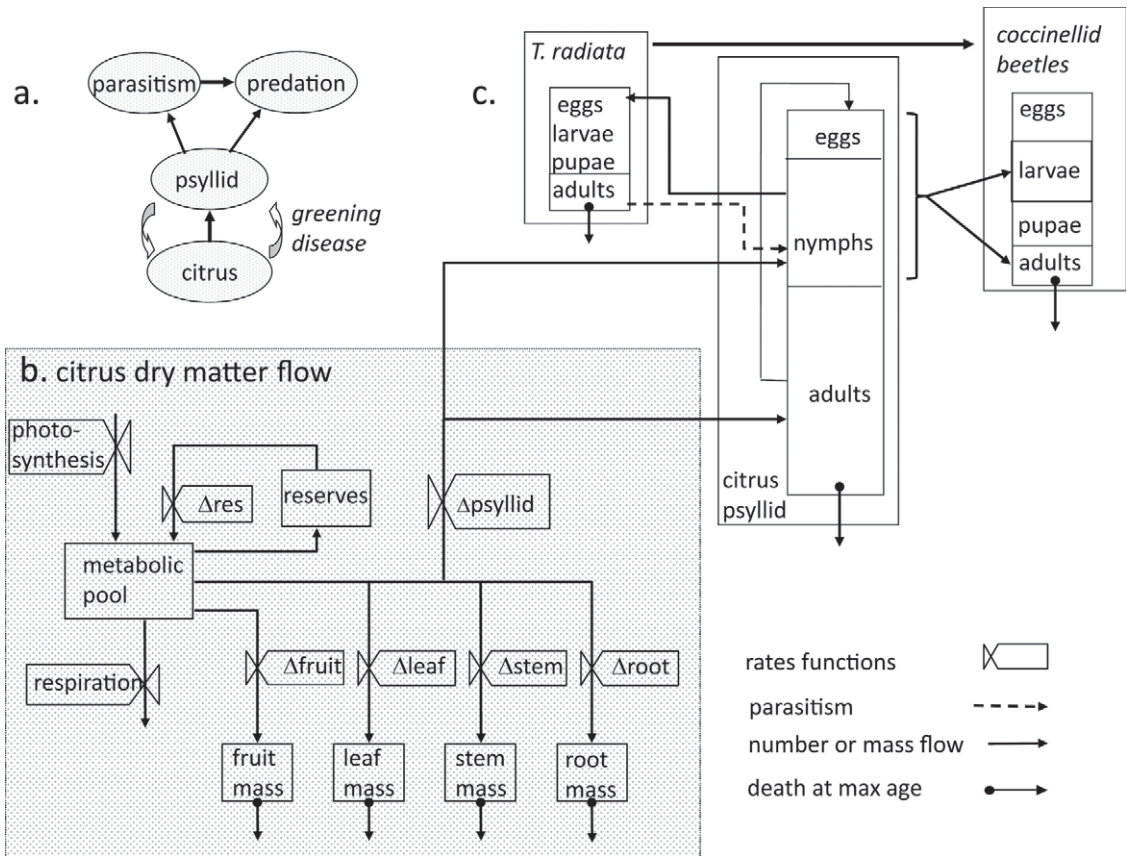 a.
parasitism
predation
psyllid
greening
disease
citrus
c.
T. radiata
eggs
larvae
pupae
adults
eggs
nymphs
adults
citrus
psyllid
coccinellid
beetles
eggs
larvae
pupae
adults
b. citrus dry matter flow
photo-
synthesis
Δres
reserves
Δpsyllid
metabolic
pool
respiration
Δfruit
Δleaf
Δstem
Δroot
fruit
mass
leaf
mass
stem
mass
root
mass
rates functions
parasitism
number or mass flow
death at max age